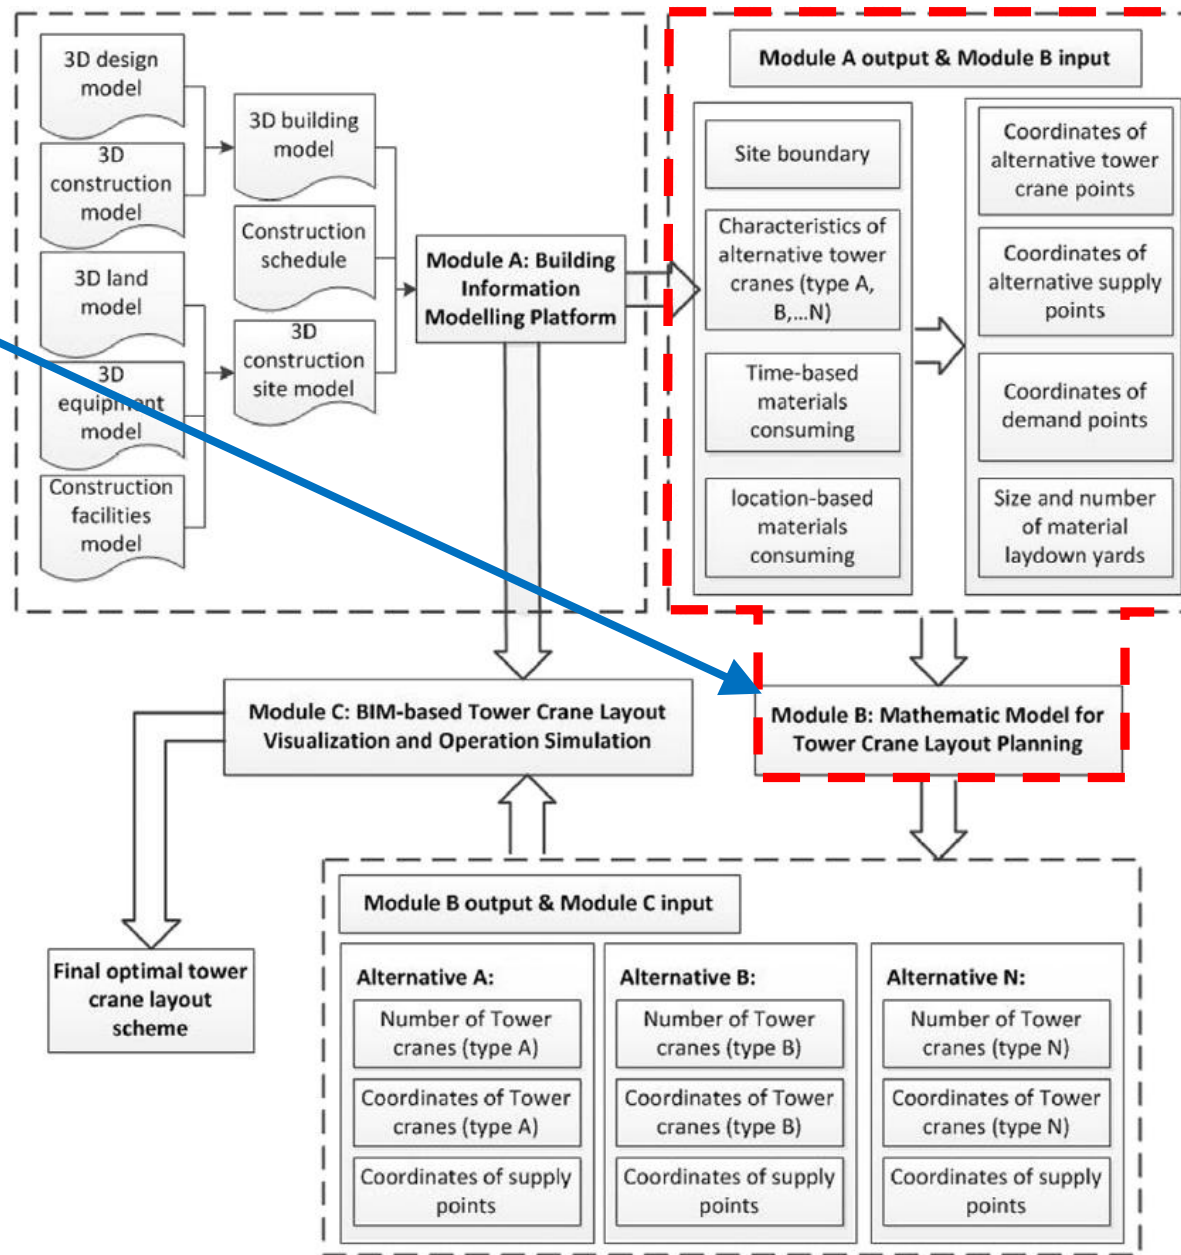 3D design
model
3D
construction
model
3D land
model
3D
equipment
model
Construction
facilities
model
3D building
model
Construction
schedule
3D
construction
site model
Module A: Building
Information
Modelling Platform
Module A output & Module B input
Site boundary
Characteristics of
alternative tower
cranes (type A,
B,...N)
Time-based
materials
consuming
location-based
materials
consuming
Coordinates of
alternative tower
crane points
Coordinates of
alternative supply
points
Coordinates of
demand points
Size and number
of material
laydown yards
Module C: BIM-based Tower Crane Layout
Visualization and Operation Simulation
Module B: Mathematic Model for
Tower Crane Layout Planning
Final optimal tower
crane layout
scheme
Module B output & Module C input
Alternative A:
Number of Tower
cranes (type A)
Coordinates of Tower
cranes (type A)
Coordinates of supply
points
Alternative B:
Number of Tower
cranes (type B)
Coordinates of Tower
cranes (type B)
Coordinates of supply
points
Alternative N:
Number of Tower
cranes (type N)
Coordinates of Tower
cranes (type N)
Coordinates of supply
points